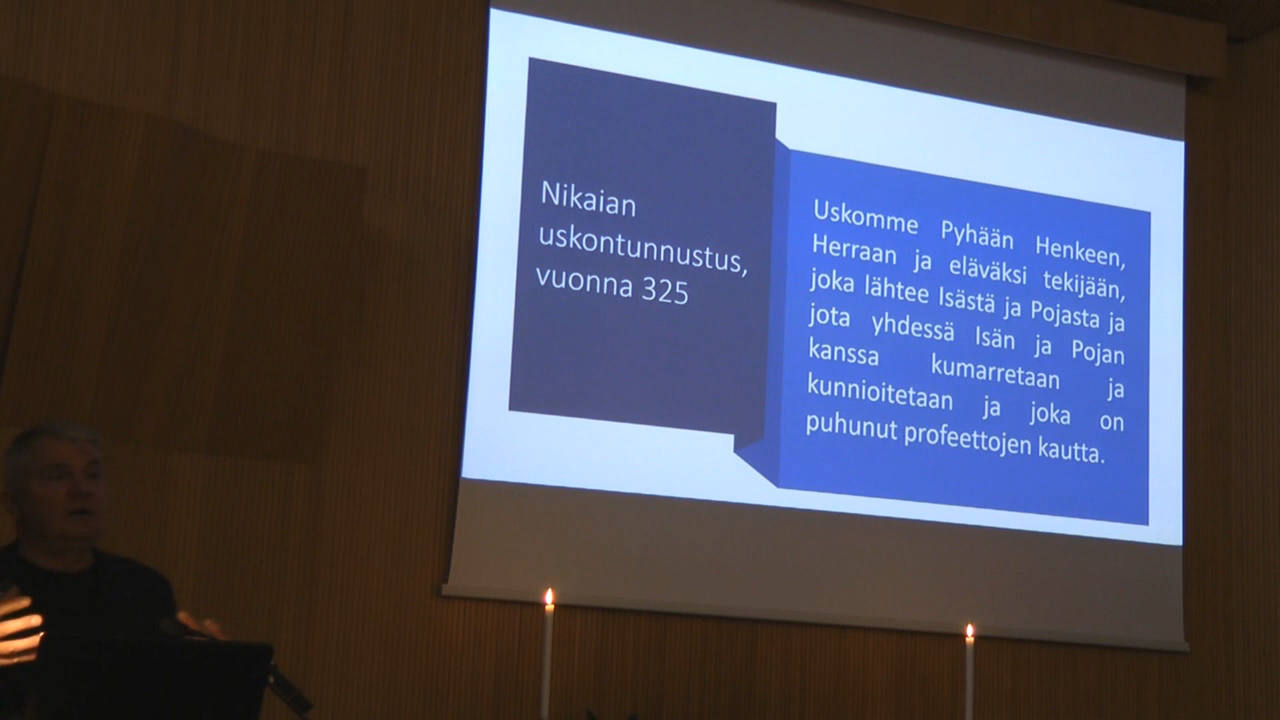 Nikaian
uskontunnustus,
vuonna 325
Uskomme Pyhään Henkeen,
Herraan ja eläväksi tekijään,
joka lähtee Isästä ja Pojasta ja
jota yhdessä Isän ja Pojan
kanssa kumarretaan ja
kunnioitetaan ja joka on
puhunut profeettojen kautta.